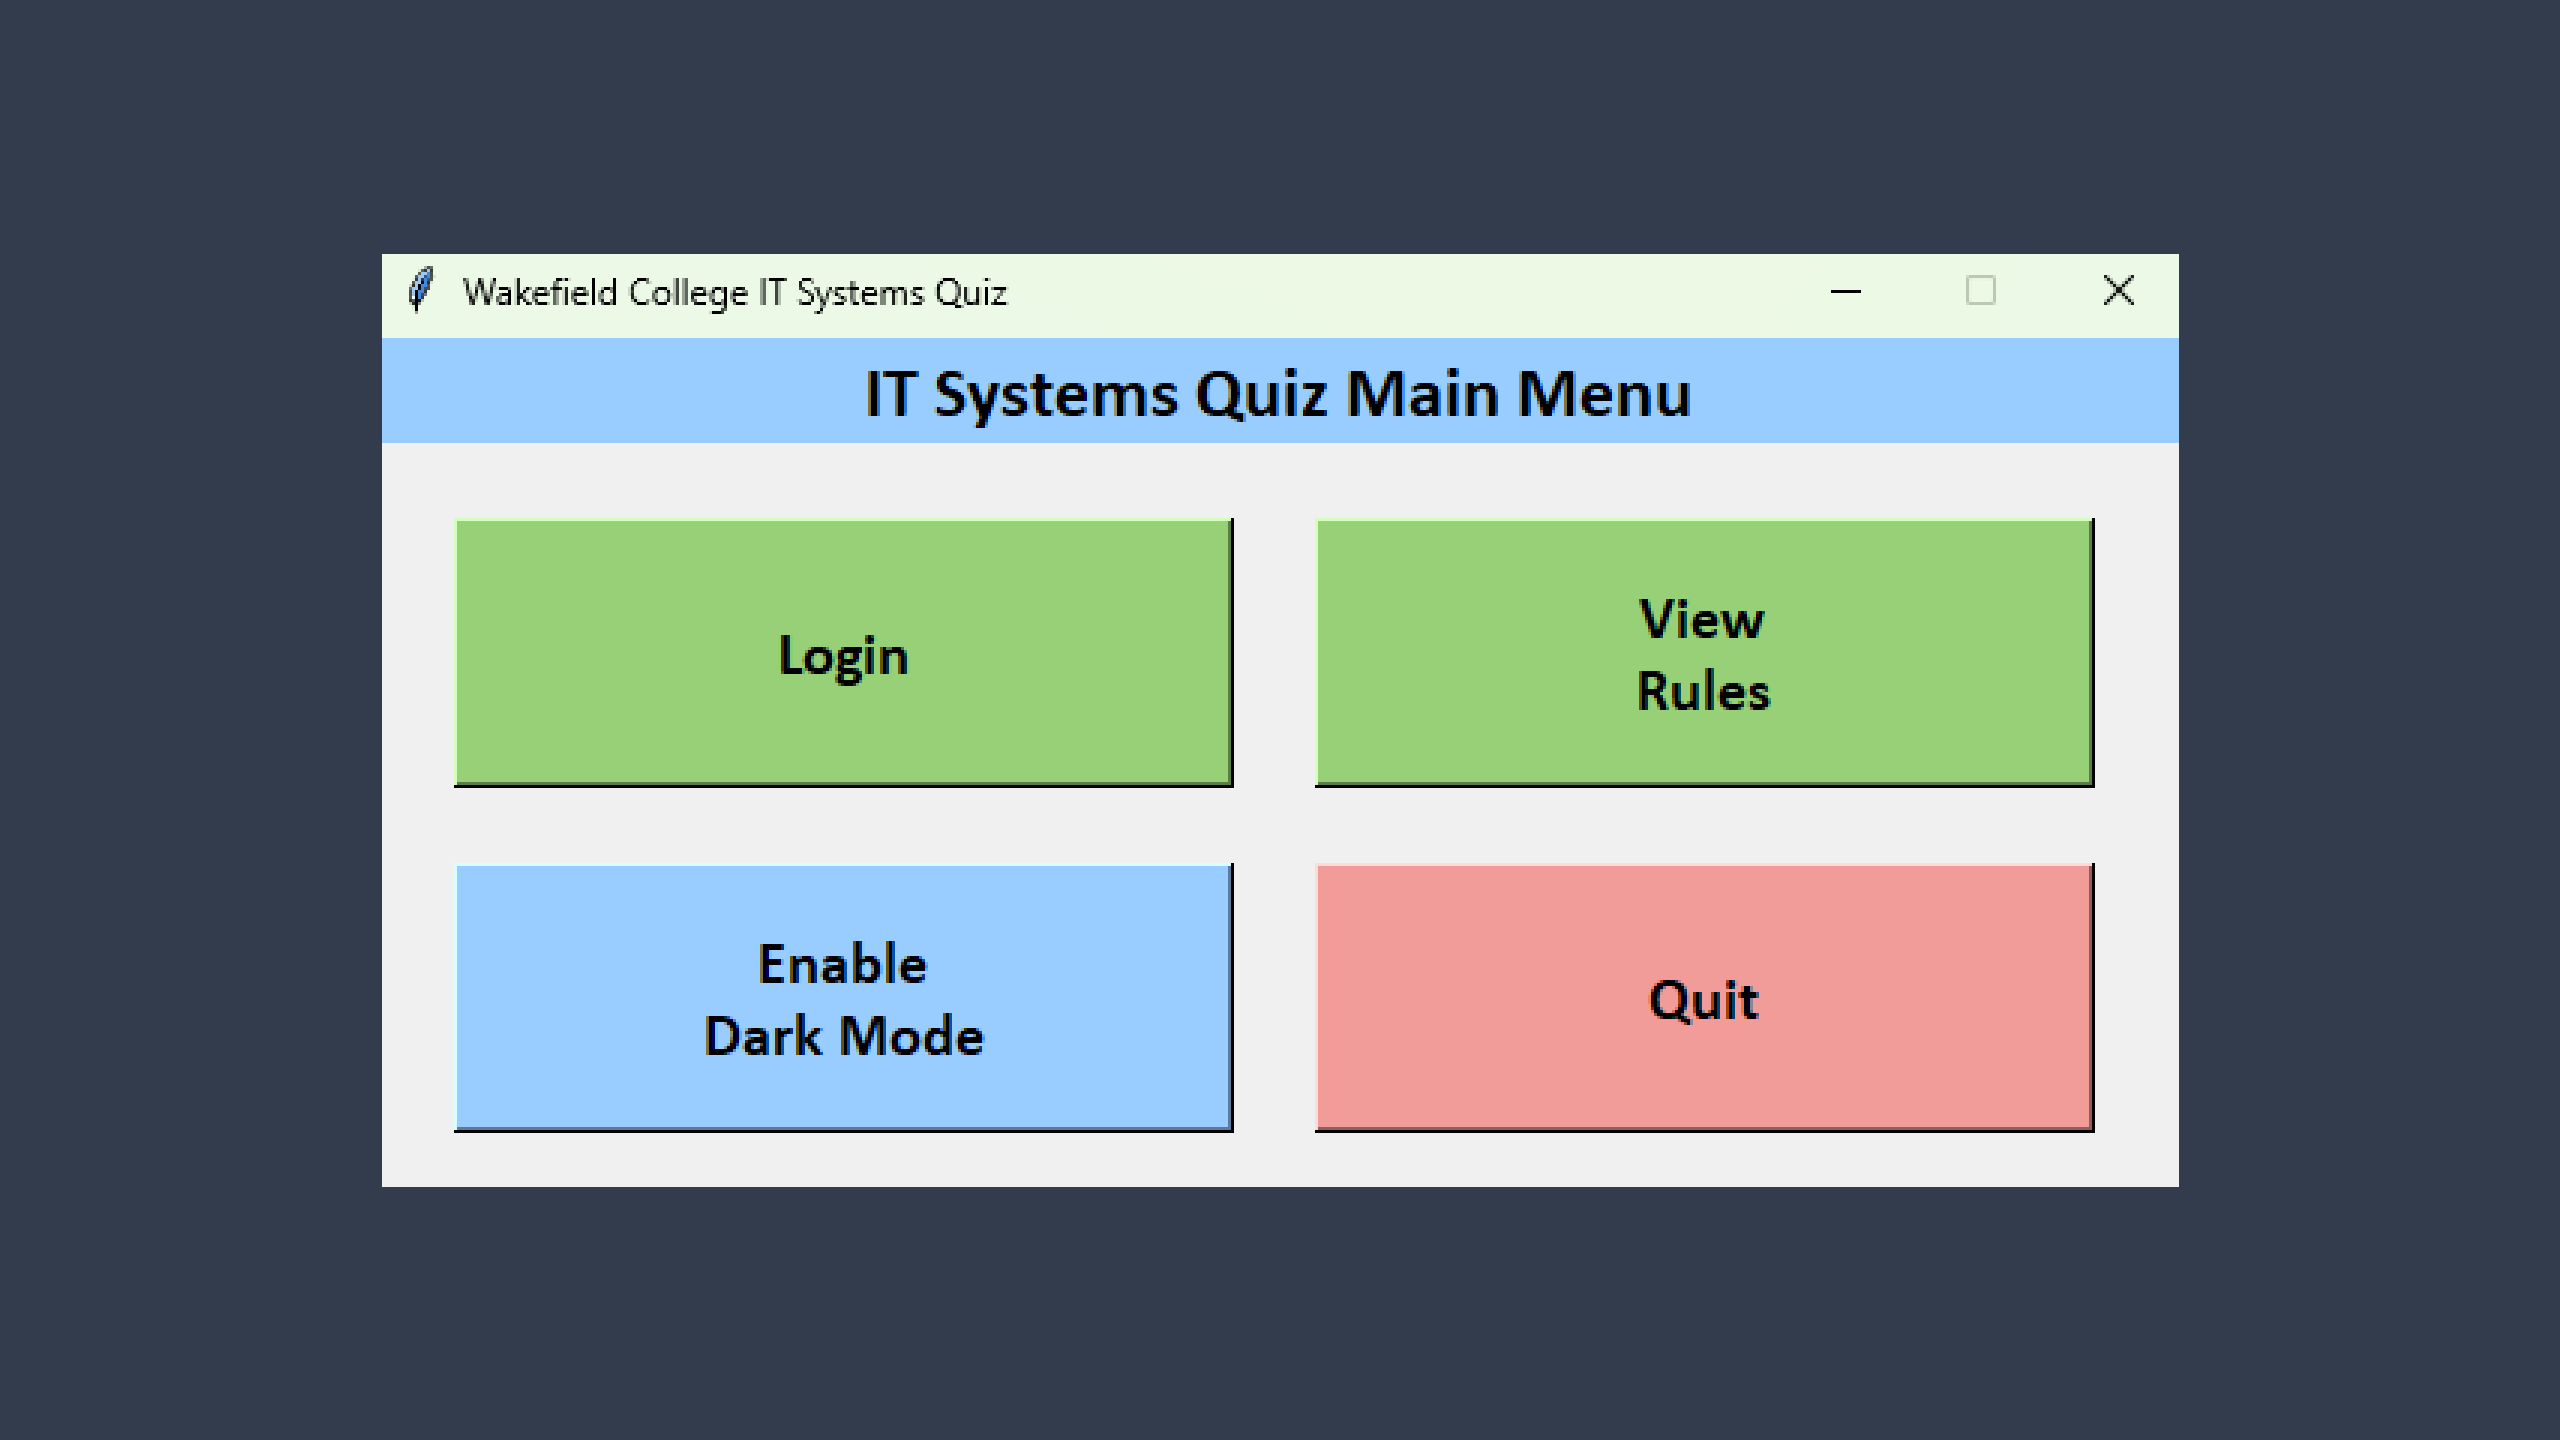 Wakefield College IT Systems Quiz
IT Systems Quiz Main Menu
Login
View
Rules
Enable
Dark Mode
Quit